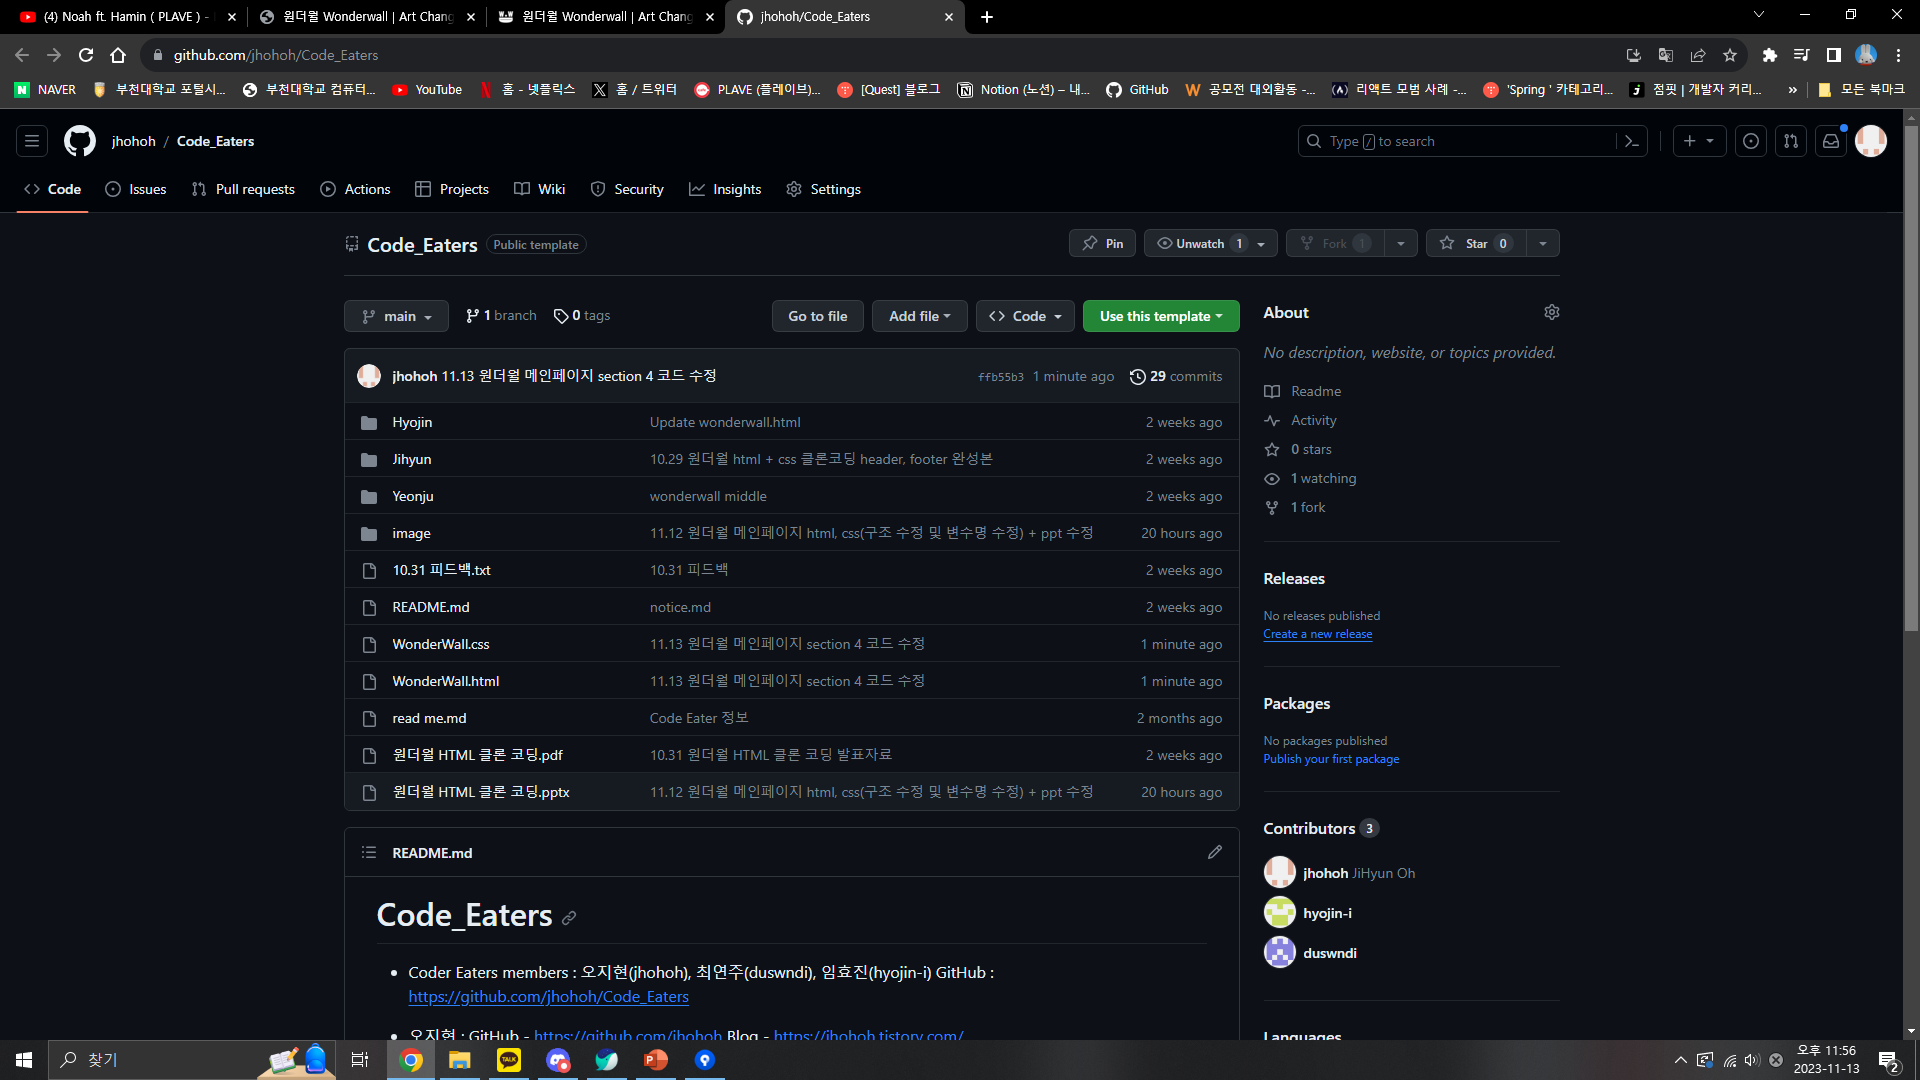 (4) Noah ft. Hamin ( PLAVE ) -
원더월 Wonderwall | Art Chang
원더월 Wonderwall | Art Chang
jhohoh/Code_Eaters
github.com/jhohoh/Code_Eaters
NAVER
부천대학교 포털시...
부천대학교 컴퓨터...
YouTube
홈 - 넷플릭스
홈 / 트위터
PLAVE (플레이브)...
[Quest] 블로그
Notion (노션) – 내...
GitHub
공모전 대외활동 -...
리액트 모범 사례 -...
'Spring ' 카테고리...
점핏 | 개발자 커리...
»
모든 북마크
jhohoh / Code_Eaters
Type / to search
Code
Issues
Pull requests
Actions
Projects
Wiki
Security
Insights
Settings
Code_Eaters Public template
Pin
Unwatch 1
Fork 1
Star 0
main
1 branch
0 tags
Go to file
Add file
Code
Use this template
jhohoh 11.13 원더월 메인페이지 section 4 코드 수정 ffb55b3 1 minute ago 29 commits
Hyojin Update wonderwall.html 2 weeks ago
Jihyun 10.29 원더월 html + css 클론코딩 header, footer 완성본 2 weeks ago
Yeonju wonderwall middle 2 weeks ago
image 11.12 원더월 메인페이지 html, css(구조 수정 및 변수명 수정) + ppt 수정 20 hours ago
10.31 피드백.txt 10.31 피드백 2 weeks ago
README.md notice.md 2 weeks ago
WonderWall.css 11.13 원더월 메인페이지 section 4 코드 수정 1 minute ago
WonderWall.html 11.13 원더월 메인페이지 section 4 코드 수정 1 minute ago
read me.md Code Eater 정보 2 months ago
원더월 HTML 클론 코딩.pdf 10.31 원더월 HTML 클론 코딩 발표자료 2 weeks ago
원더월 HTML 클론 코딩.pptx 11.12 원더월 메인페이지 html, css(구조 수정 및 변수명 수정) + ppt 수정 20 hours ago
README.md
Code_Eaters
Coder Eaters members : 오지현(jhohoh), 최연주(duswndi), 임효진(hyojin-i) GitHub :
https://github.com/jhohoh/Code_Eaters
오지현 : GitHub - https://github.com/jhohoh Blog - https://jhohoh.tistory.com/
About
No description, website, or topics provided.
Readme
Activity
0 stars
1 watching
1 fork
Releases
No releases published
Create a new release
Packages
No packages published
Publish your first package
Contributors 3
jhohoh JiHyun Oh
hyojin-i
duswndi
Languages
찾기
TALK
오후 11:56
2023-11-13
2